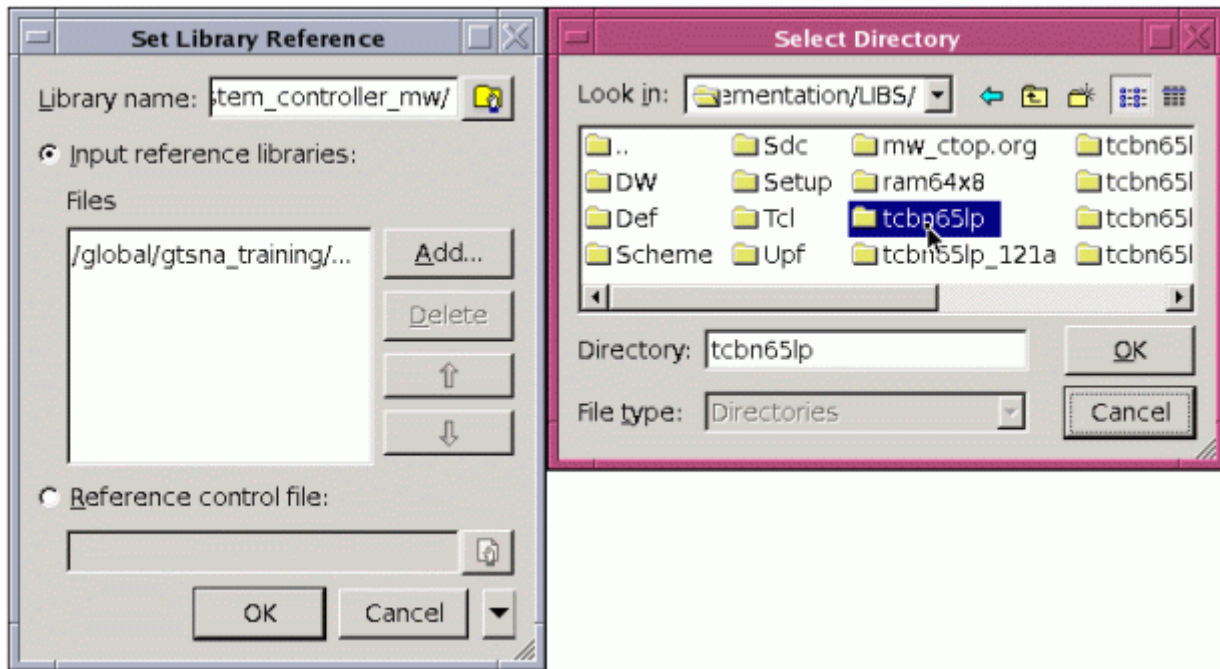 Set Library Reference
Library name: stem_controller_mw/
Input reference libraries:
Files
/global/gtsna_training/...
Add...
Delete
Reference control file:
OK Cancel
Select Directory
Look in: ementation/LIBS/
.. Sdc mw_ctop.org tcbn65l
DW Setup ram64x8 tcbn65l
Def Tcl tcbn65lp tcbn65l
Scheme Upf tcbn65lp_121a tcbn65l
Directory: tcbn65lp OK
File type: Directories Cancel